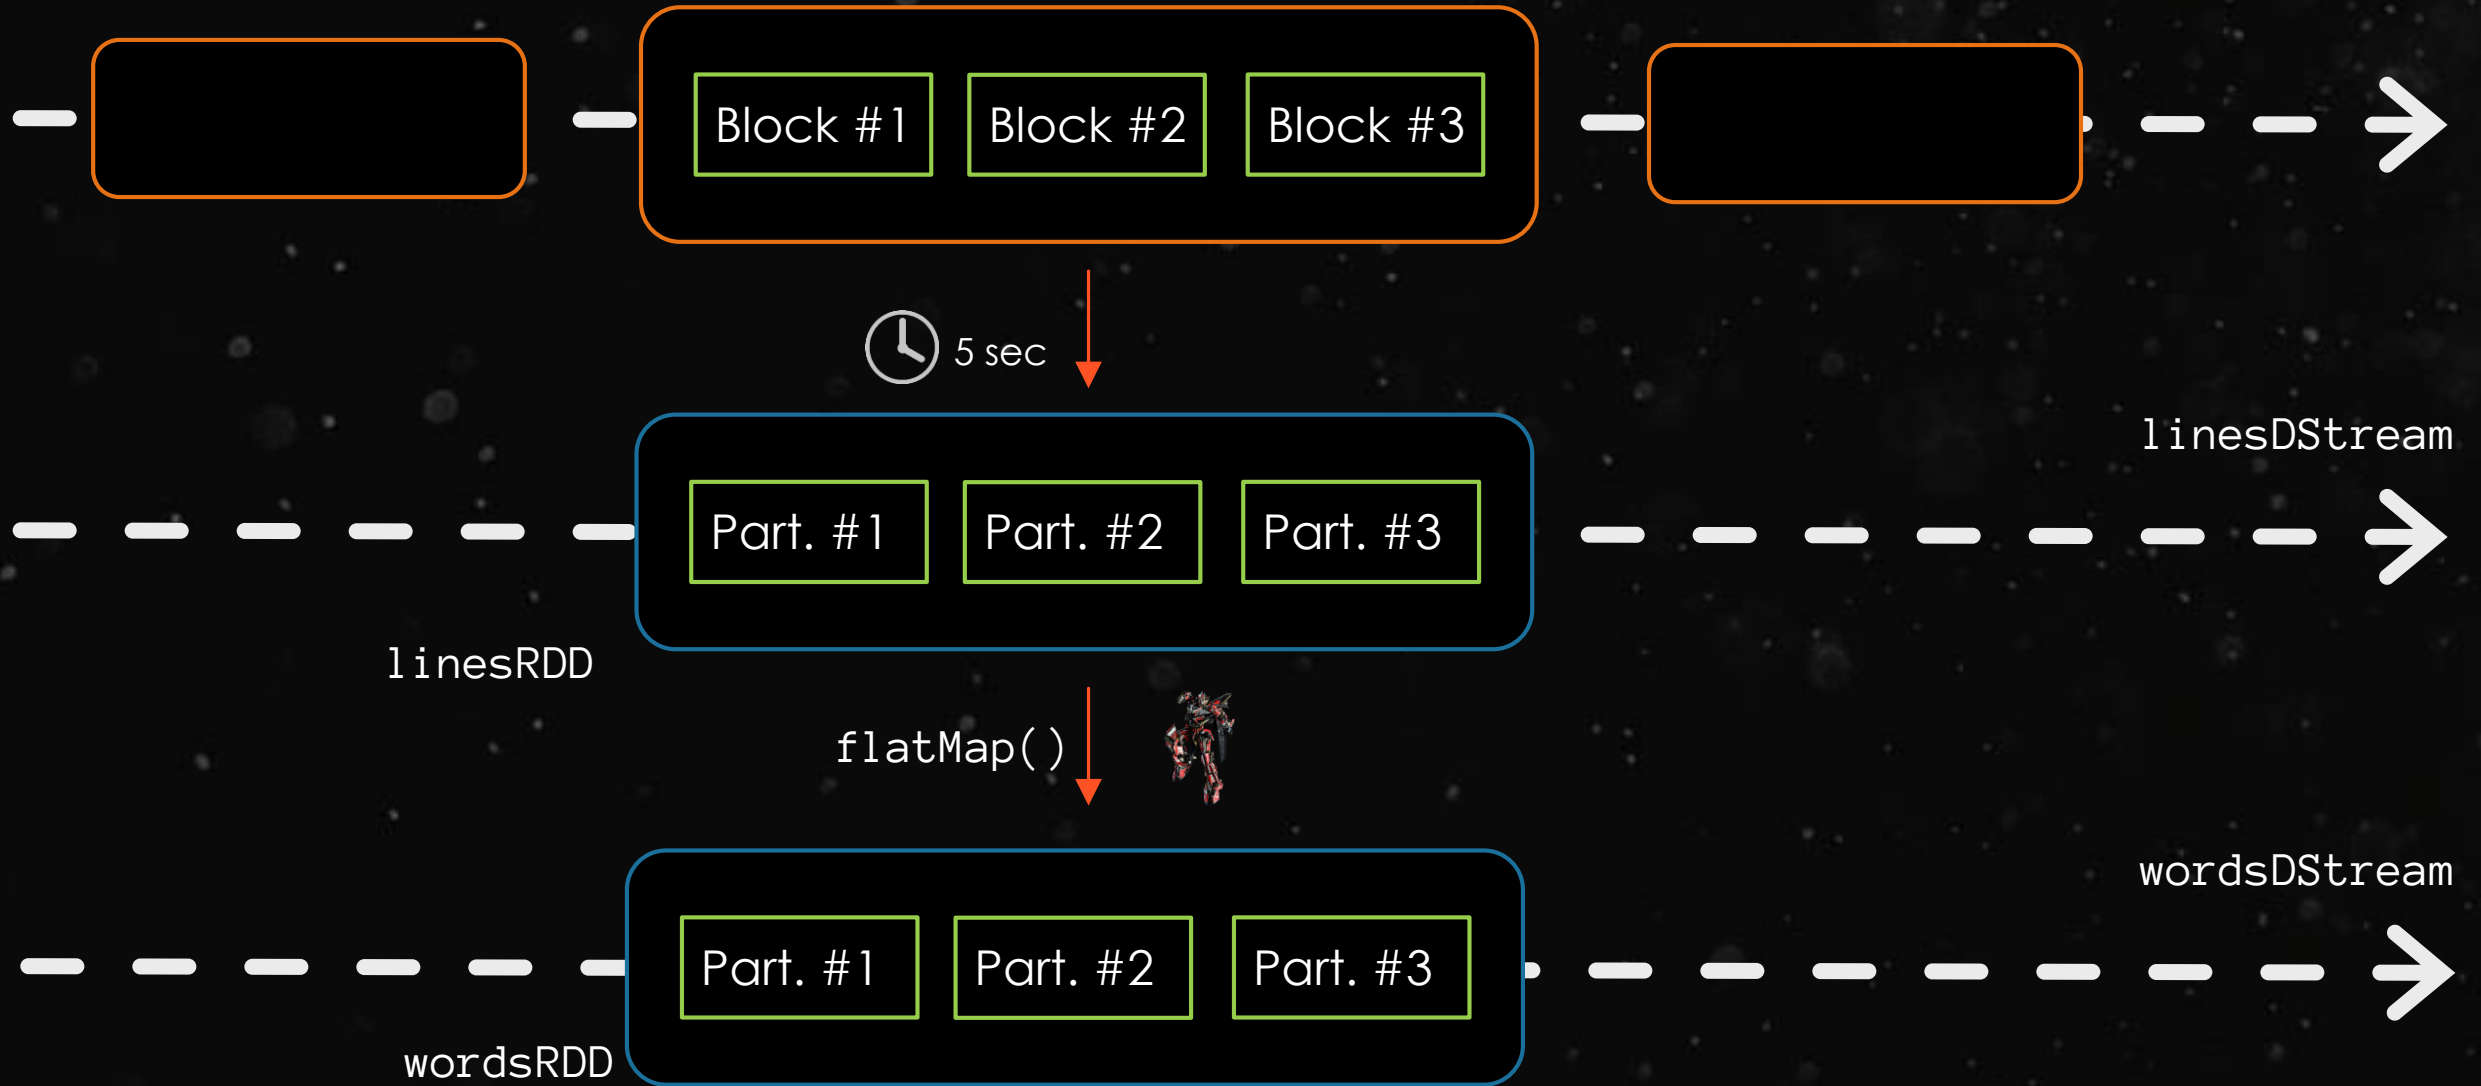 Block #1
Block #2
Block #3
5 sec
linesDStream
Part. #1
Part. #2
Part. #3
linesRDD
flatMap()
wordsDStream
Part. #1
Part. #2
Part. #3
wordsRDD